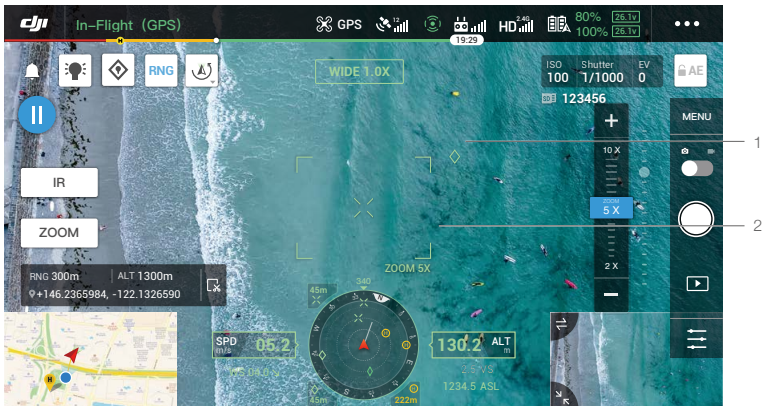 dji
In-Flight (GPS)
GPS
12
HD
2.4G
80% 26.1v
100% 26.1v
19:29
H
RNG
WIDE 1.0X
ISO 100
Shutter 1/1000
EV 0
AE
123456
MENU
1
10 X
IR
ZOOM
5 X
2
ZOOM
2 X
ZOOM 5X
RNG 300m
ALT 1300m
+146.2365984, -122.1326590
45m
340
N
SPD
m/s
05.2
130.2
ALT
m
W
E
S
H
2.5 VS
1234.5 ASL
45m
222m
H